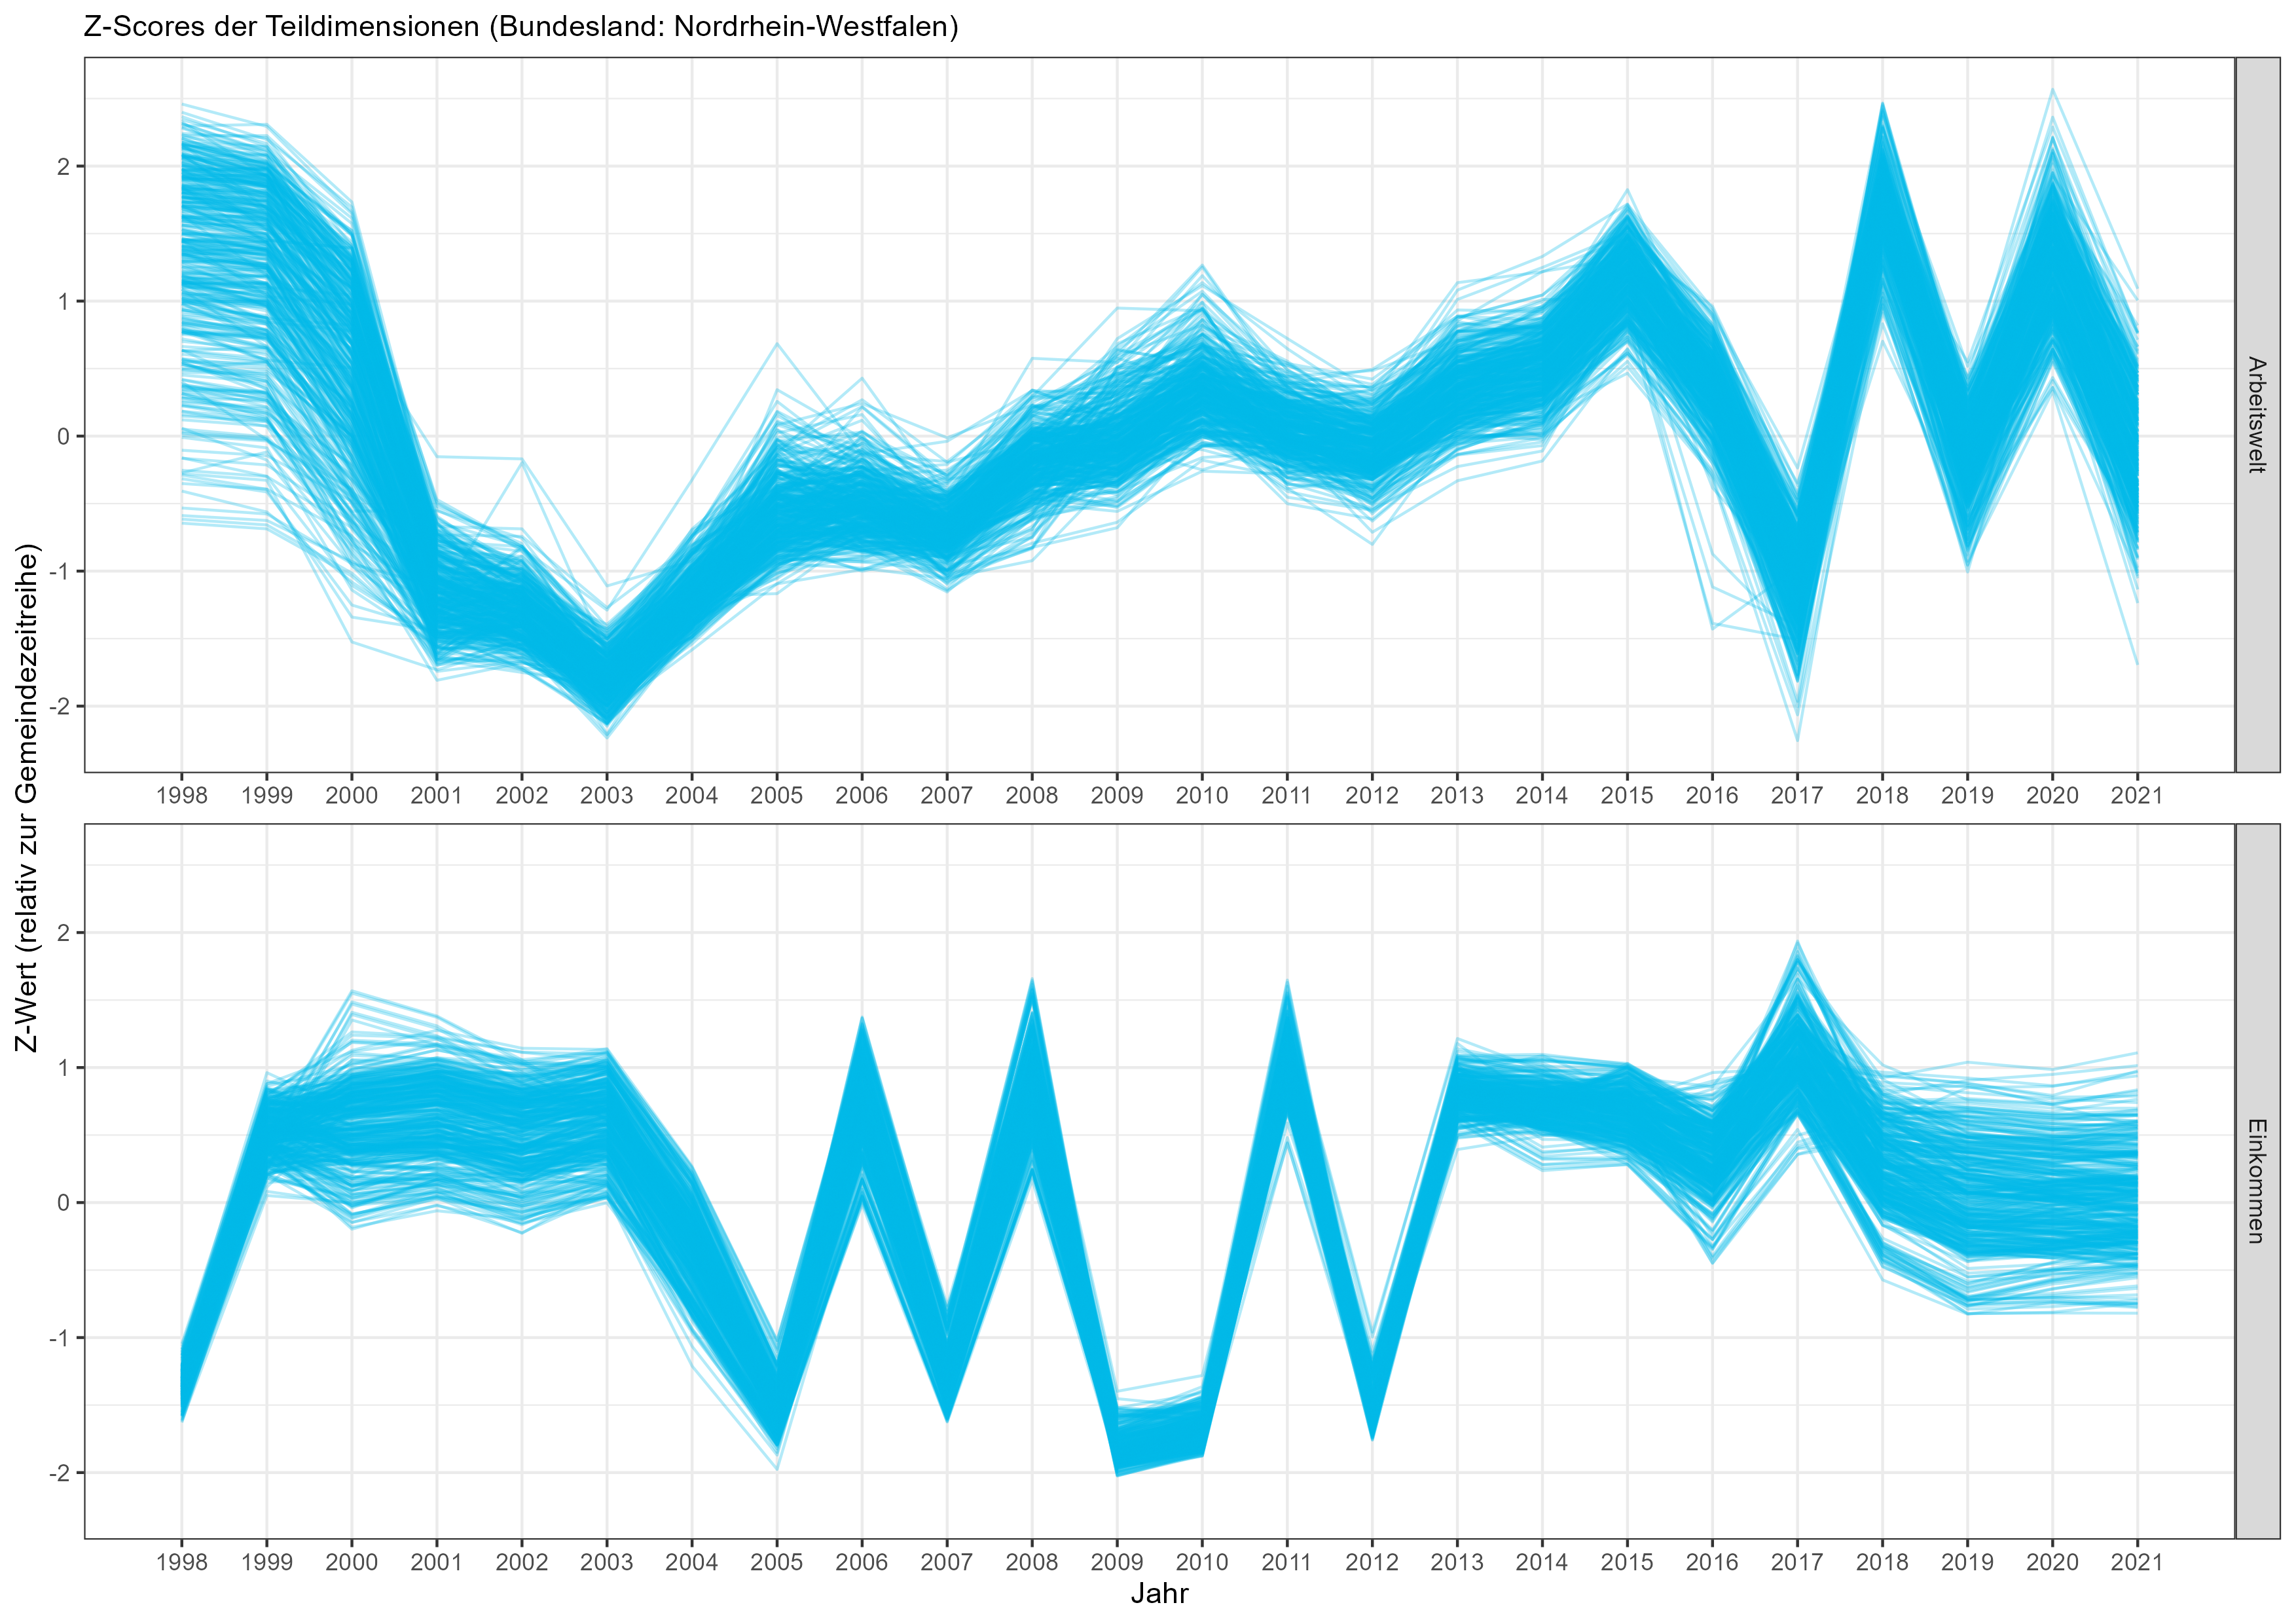 Z-Scores der Teildimensionen (Bundesland: Nordrhein-Westfalen)
Z-Wert (relativ zur Gemeindezeitreihe)
2
1
0
-1
-2
Arbeitswelt
1998 1999 2000 2001 2002 2003 2004 2005 2006 2007 2008 2009 2010 2011 2012 2013 2014 2015 2016 2017 2018 2019 2020 2021
2
1
0
-1
-2
Einkommen
1998 1999 2000 2001 2002 2003 2004 2005 2006 2007 2008 2009 2010 2011 2012 2013 2014 2015 2016 2017 2018 2019 2020 2021
Jahr